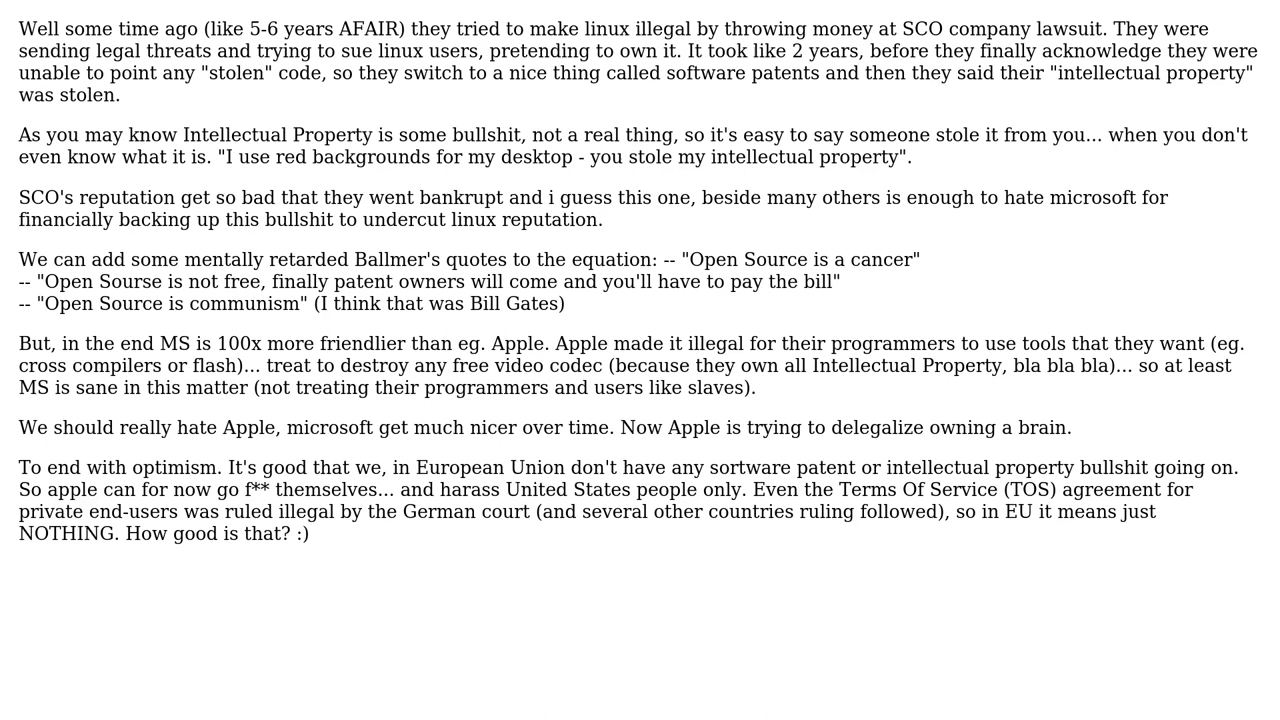 Well some time ago (like 5-6 years AFAIR) they tried to make linux illegal by throwing money at SCO company lawsuit. They were
sending legal threats and trying to sue linux users, pretending to own it. It took like 2 years, before they finally acknowledge they were
unable to point any "stolen" code, so they switch to a nice thing called software patents and then they said their "intellectual property"
was stolen.
As you may know Intellectual Property is some bullshit, not a real thing, so it's easy to say someone stole it from you... when you don't
even know what it is. "I use red backgrounds for my desktop - you stole my intellectual property".
SCO's reputation get so bad that they went bankrupt and i guess this one, beside many others is enough to hate microsoft for
financially backing up this bullshit to undercut linux reputation.
We can add some mentally retarded Ballmer's quotes to the equation: -- "Open Source is a cancer"
-- "Open Sourse is not free, finally patent owners will come and you'll have to pay the bill"
-- "Open Source is communism" (I think that was Bill Gates)
But, in the end MS is 100x more friendlier than eg. Apple. Apple made it illegal for their programmers to use tools that they want (eg.
cross compilers or flash)... treat to destroy any free video codec (because they own all Intellectual Property, bla bla bla)... so at least
MS is sane in this matter (not treating their programmers and users like slaves).
We should really hate Apple, microsoft get much nicer over time. Now Apple is trying to delegalize owning a brain.
To end with optimism. It's good that we, in European Union don't have any sortware patent or intellectual property bullshit going on.
So apple can for now go f** themselves... and harass United States people only. Even the Terms Of Service (TOS) agreement for
private end-users was ruled illegal by the German court (and several other countries ruling followed), so in EU it means just
NOTHING. How good is that? :)